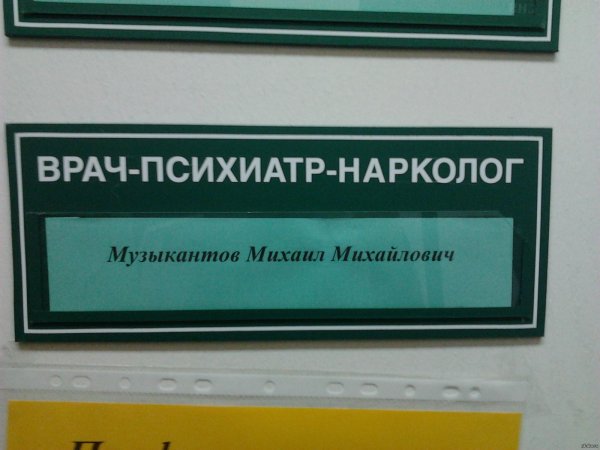 ВРАЧ-ПСИХИАТР-НАРКОЛОГ
Музыкантов Михаил Михайлович